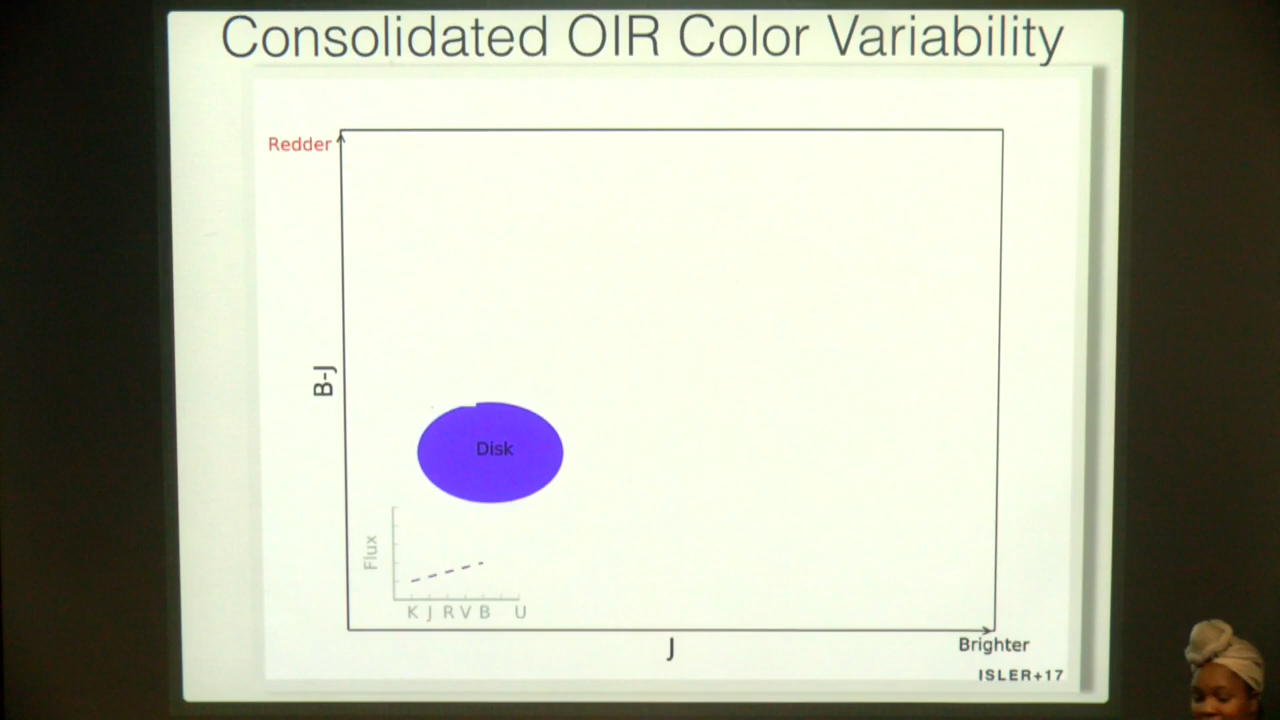 Consolidated OIR Color Variability
Redder
B-J
Disk
Flux
K J R V B U
J
Brighter
ISLER+17